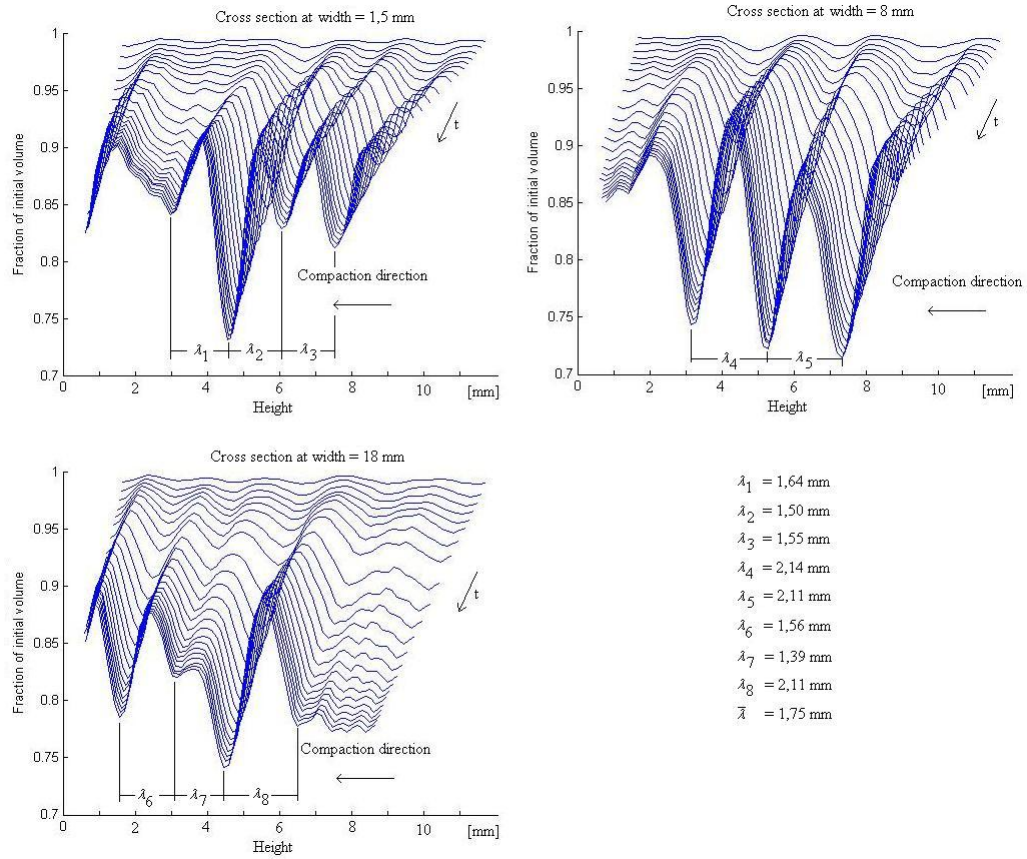 Cross section at width = 1,5 mm
1
0.95
0.9
0.85
0.8
0.75
0.7
Fraction of initial volume
t
Compaction direction
λ1
λ2
λ3
0
2
4
6
8
10
[mm]
Height
Cross section at width = 8 mm
1
0.95
0.9
0.85
0.8
0.75
0.7
Fraction of initial volume
t
Compaction direction
λ4
λ5
0
2
4
6
8
10
[mm]
Height
Cross section at width = 18 mm
1
0.95
0.9
0.85
0.8
0.75
0.7
Fraction of initial volume
t
Compaction direction
λ6
λ7
λ8
0
2
4
6
8
10
[mm]
Height
λ1 = 1,64 mm
λ2 = 1,50 mm
λ3 = 1,55 mm
λ4 = 2,14 mm
λ5 = 2,11 mm
λ6 = 1,56 mm
λ7 = 1,39 mm
λ8 = 2,11 mm
λ̄ = 1,75 mm